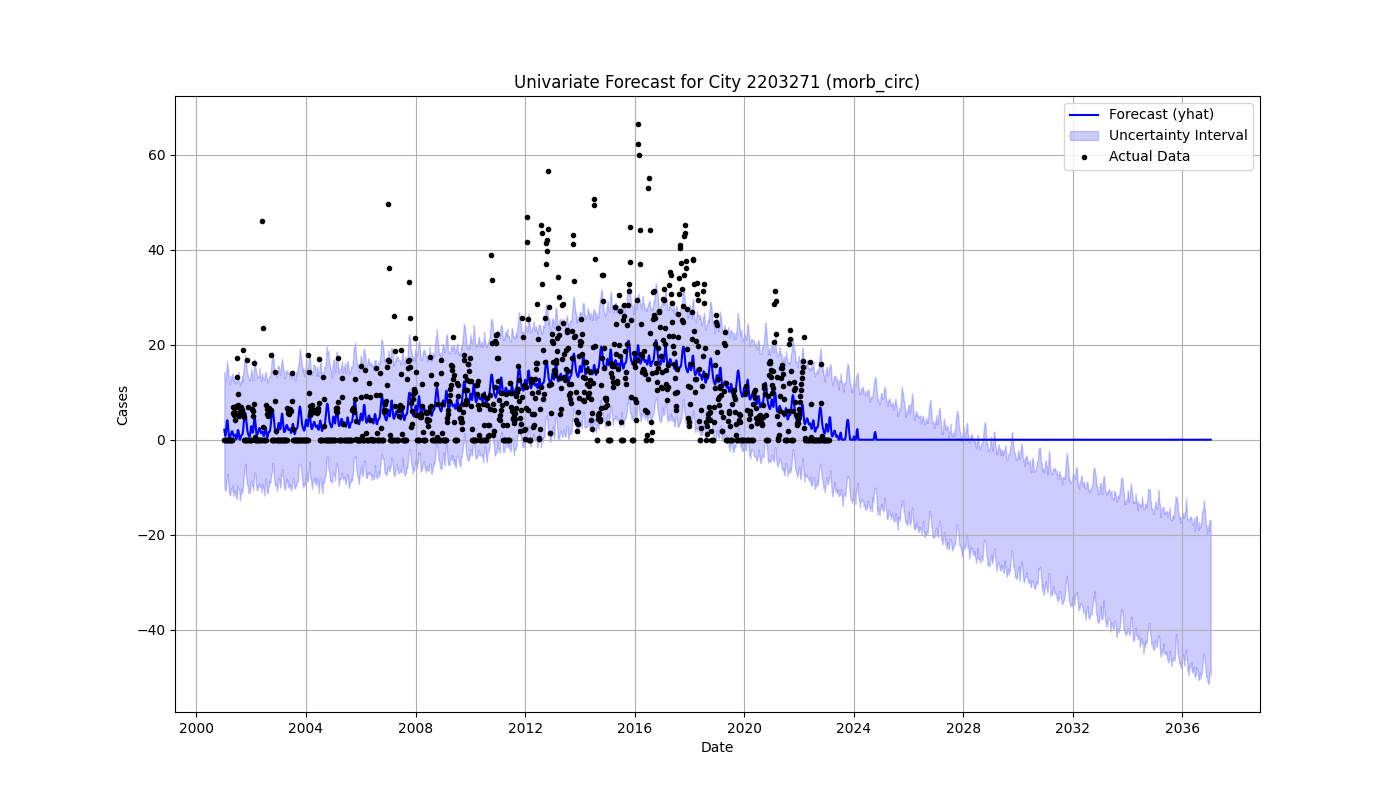 Univariate Forecast for City 2203271 (morb_circ)
Forecast (yhat)
Uncertainty Interval
Actual Data
Cases
60
40
20
0
−20
−40
2000 2004 2008 2012 2016 2020 2024 2028 2032 2036
Date